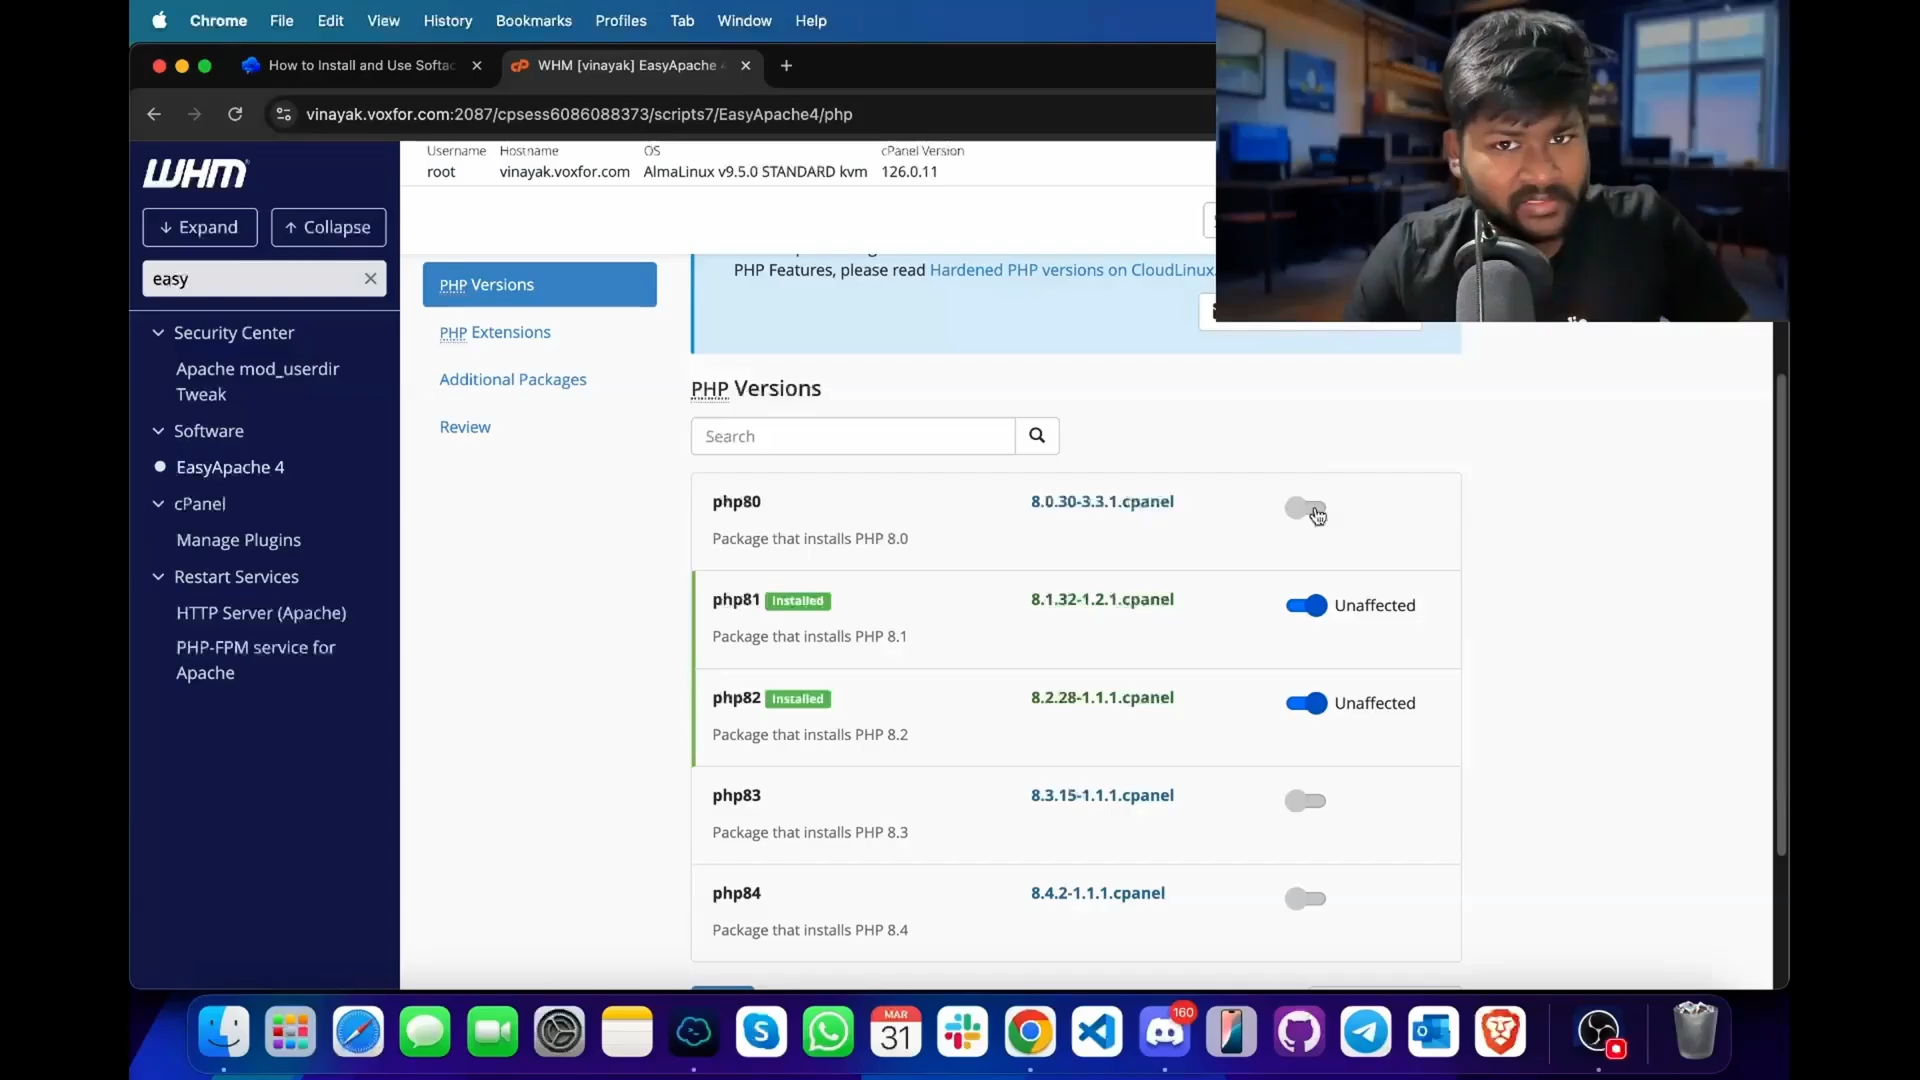 Chrome File Edit View History Bookmarks Profiles Tab Window Help
How to Install and Use Softac
WHM [vinayak] EasyApache
vinayak.voxfor.com:2087/cpsess6086088373/scripts7/EasyApache4/php
WHM
Expand
Collapse
easy
Security Center
Apache mod_userdir
Tweak
Software
EasyApache 4
cPanel
Manage Plugins
Restart Services
HTTP Server (Apache)
PHP-FPM service for
Apache
Username Hostname OS cPanel Version
root vinayak.voxfor.com AlmaLinux v9.5.0 STANDARD kvm 126.0.11
PHP Versions
PHP Extensions
Additional Packages
Review
PHP Features, please read Hardened PHP versions on CloudLinux.
PHP Versions
Search
php80 8.0.30-3.3.1.cpanel
Package that installs PHP 8.0
php81 Installed 8.1.32-1.2.1.cpanel Unaffected
Package that installs PHP 8.1
php82 Installed 8.2.28-1.1.1.cpanel Unaffected
Package that installs PHP 8.2
php83 8.3.15-1.1.1.cpanel
Package that installs PHP 8.3
php84 8.4.2-1.1.1.cpanel
Package that installs PHP 8.4
MAR
31
160